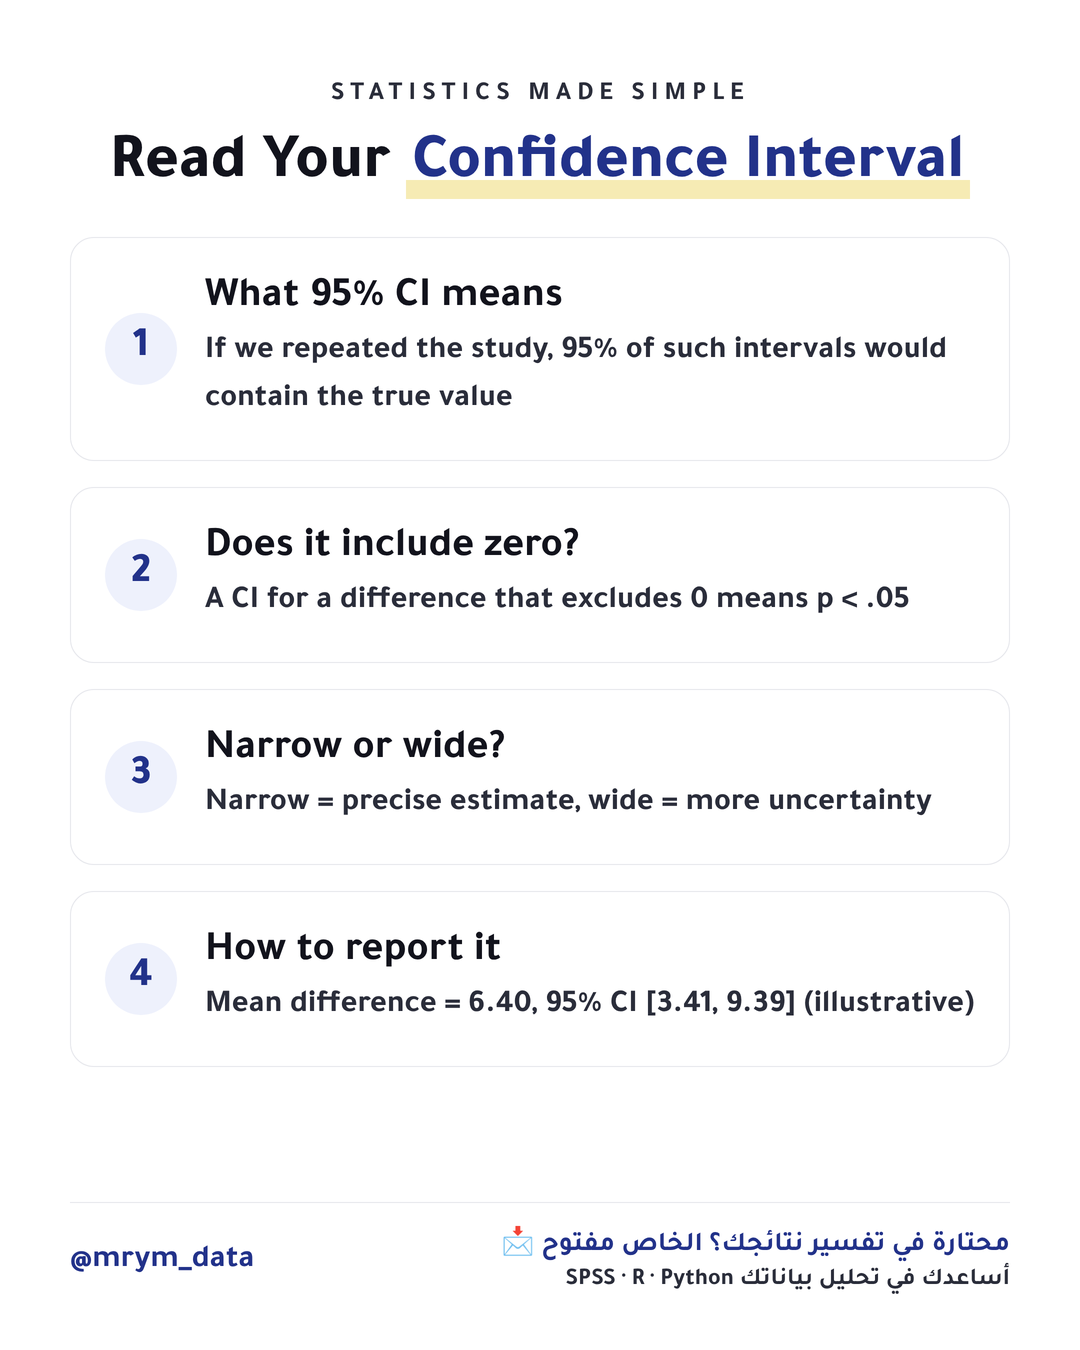 STATISTICS MADE SIMPLE
Read Your Confidence Interval
1
What 95% CI means
If we repeated the study, 95% of such intervals would
contain the true value
2
Does it include zero?
A CI for a difference that excludes 0 means p < .05
3
Narrow or wide?
Narrow = precise estimate, wide = more uncertainty
4
How to report it
Mean difference = 6.40, 95% CI [3.41, 9.39] (illustrative)
@mrym_data
محتارة في تفسير نتائجك؟ الخاص مفتوح 📩
أساعدك في تحليل بياناتك SPSS · R · Python